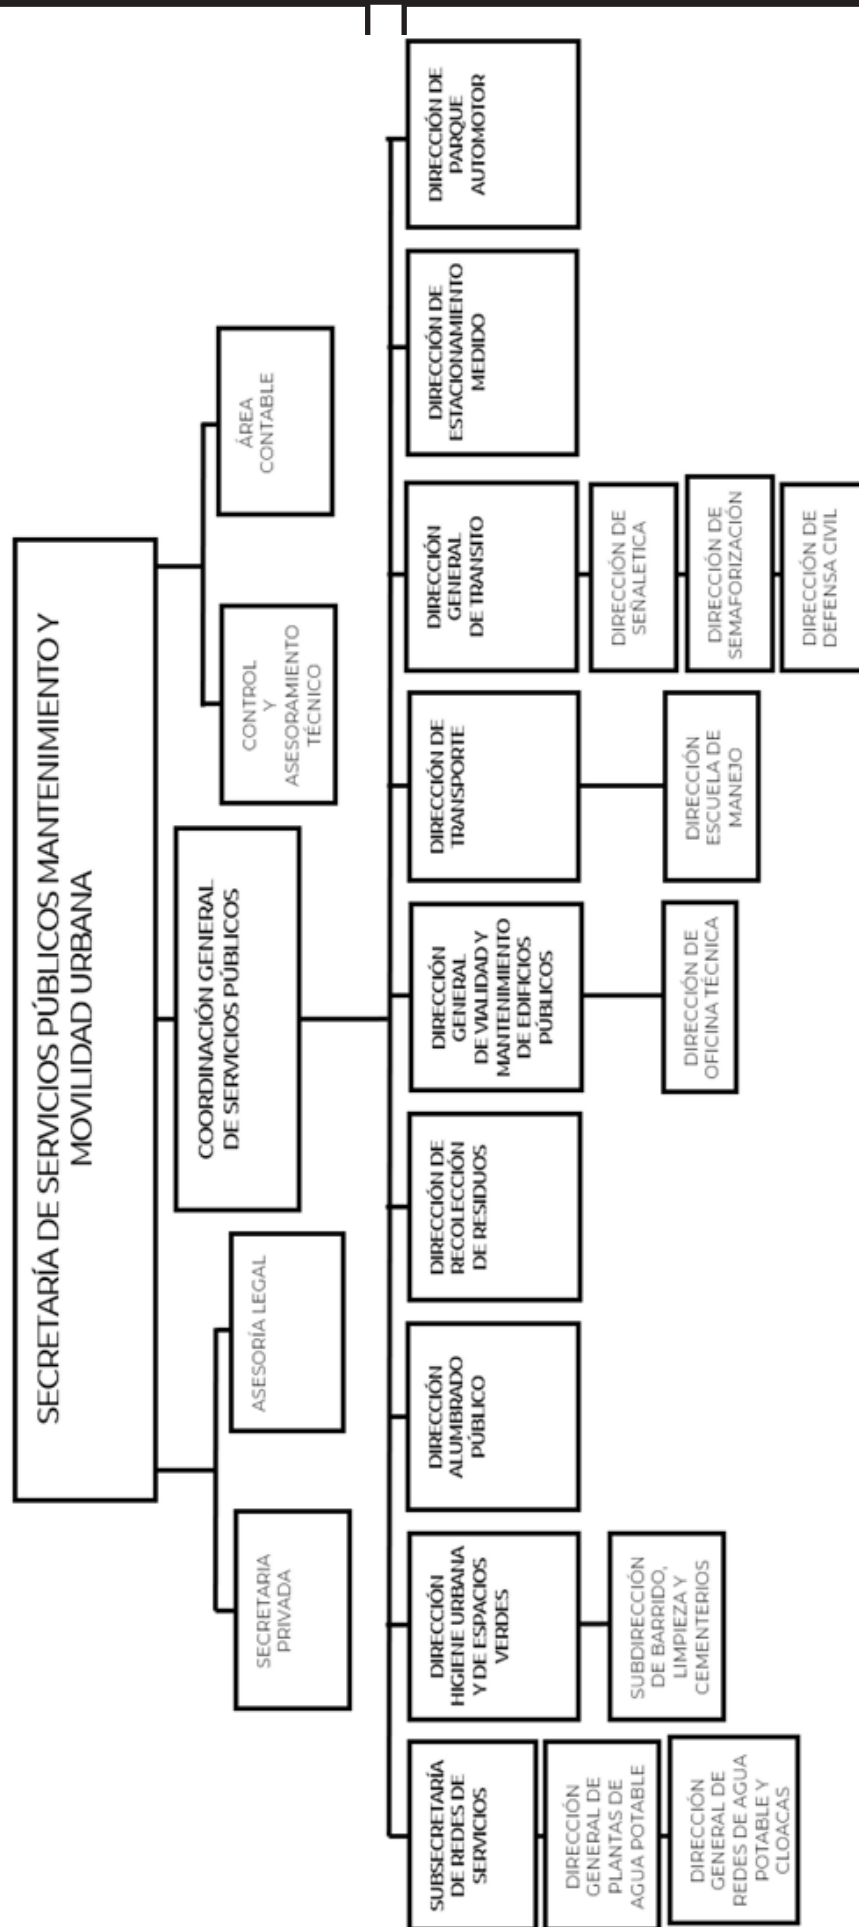 SECRETARÍA DE SERVICIOS PÚBLICOS MANTENIMIENTO Y
MOVILIDAD URBANA
SECRETARIA
PRIVADA
ASESORÍA LEGAL
COORDINACIÓN GENERAL
DE SERVICIOS PÚBLICOS
CONTROL
Y
ASESORAMIENTO
TÉCNICO
ÁREA
CONTABLE
SUBSECRETARÍA
DE REDES DE
SERVICIOS
DIRECCIÓN
GENERAL DE
PLANTAS DE
AGUA POTABLE
DIRECCIÓN
GENERAL DE
REDES DE AGUA
POTABLE Y
CLOACAS
DIRECCIÓN
HIGIENE URBANA
Y DE ESPACIOS
VERDES
SUBDIRECCIÓN
DE BARRIDO,
LIMPIEZA Y
CEMENTERIOS
DIRECCIÓN
ALUMBRADO
PÚBLICO
DIRECCIÓN DE
RECOLECCIÓN
DE RESIDUOS
DIRECCIÓN
GENERAL
DE VIALIDAD Y
MANTENIMIENTO
DE EDIFICIOS
PÚBLICOS
DIRECCIÓN DE
OFICINA TÉCNICA
DIRECCIÓN DE
TRANSPORTE
DIRECCIÓN
ESCUELA DE
MANEJO
DIRECCIÓN
GENERAL
DE TRANSITO
DIRECCIÓN DE
SEÑALETICA
DIRECCIÓN DE
SEMAFORIZACIÓN
DIRECCIÓN DE
DEFENSA CIVIL
DIRECCIÓN DE
ESTACIONAMIENTO
MEDIDO
DIRECCIÓN DE
PARQUE
AUTOMOTOR